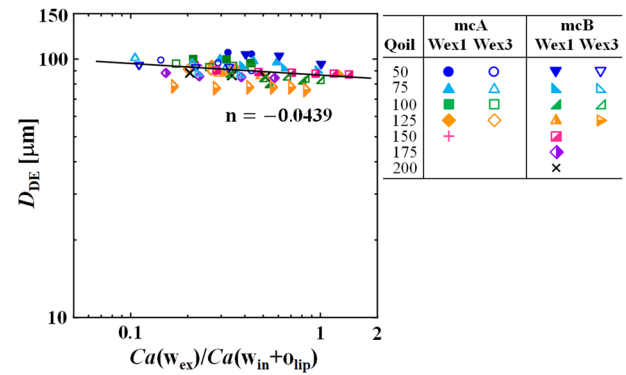 150
100
D_DE [μm]
10
n = −0.0439
0.1 1 2
Ca(w_ex)/Ca(w_in+o_lip)
mcA mcB
Qoil Wex1 Wex3 Wex1 Wex3
50
75
100
125
150
175
200